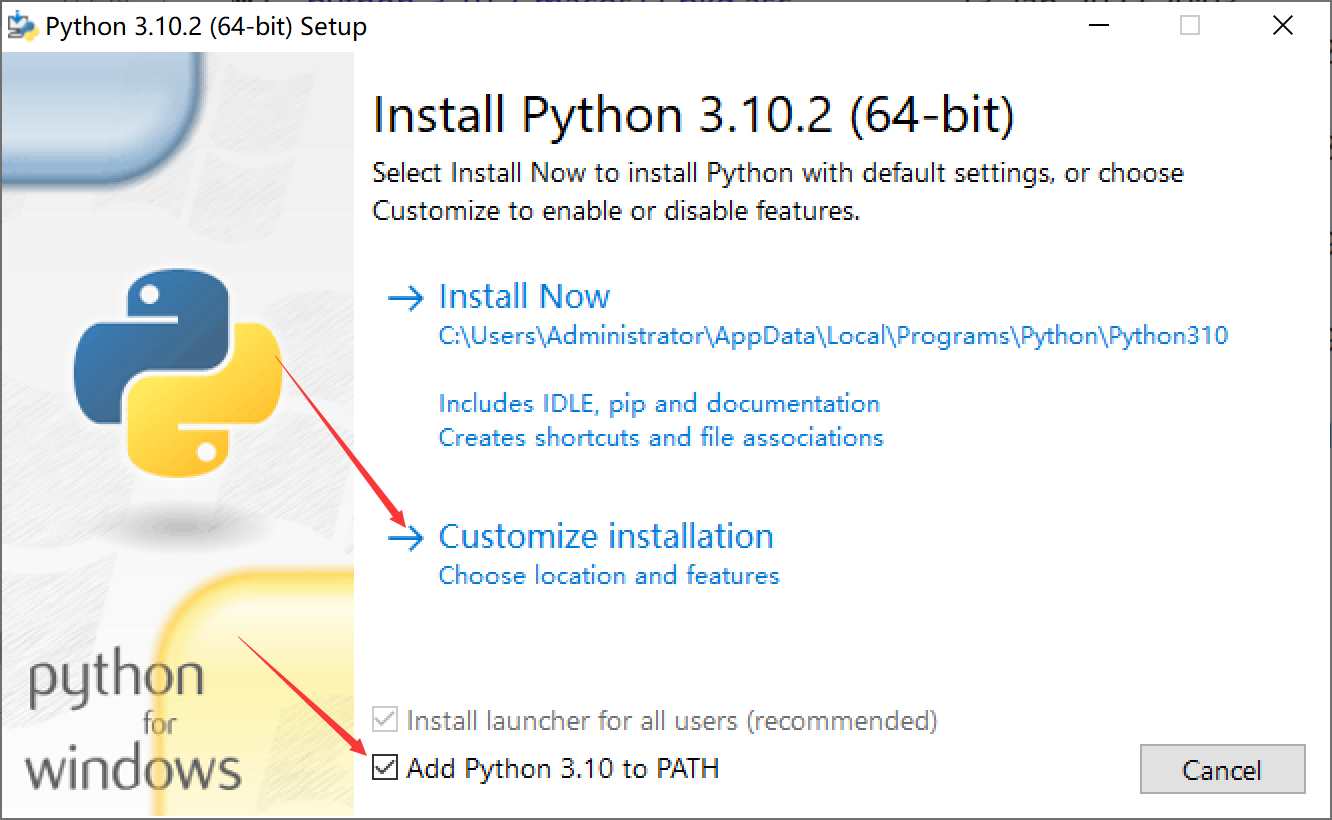 Python 3.10.2 (64-bit) Setup
Install Python 3.10.2 (64-bit)
Select Install Now to install Python with default settings, or choose
Customize to enable or disable features.
Install Now
C:\Users\Administrator\AppData\Local\Programs\Python\Python310
Includes IDLE, pip and documentation
Creates shortcuts and file associations
Customize installation
Choose location and features
python
for
windows
Install launcher for all users (recommended)
Add Python 3.10 to PATH
Cancel